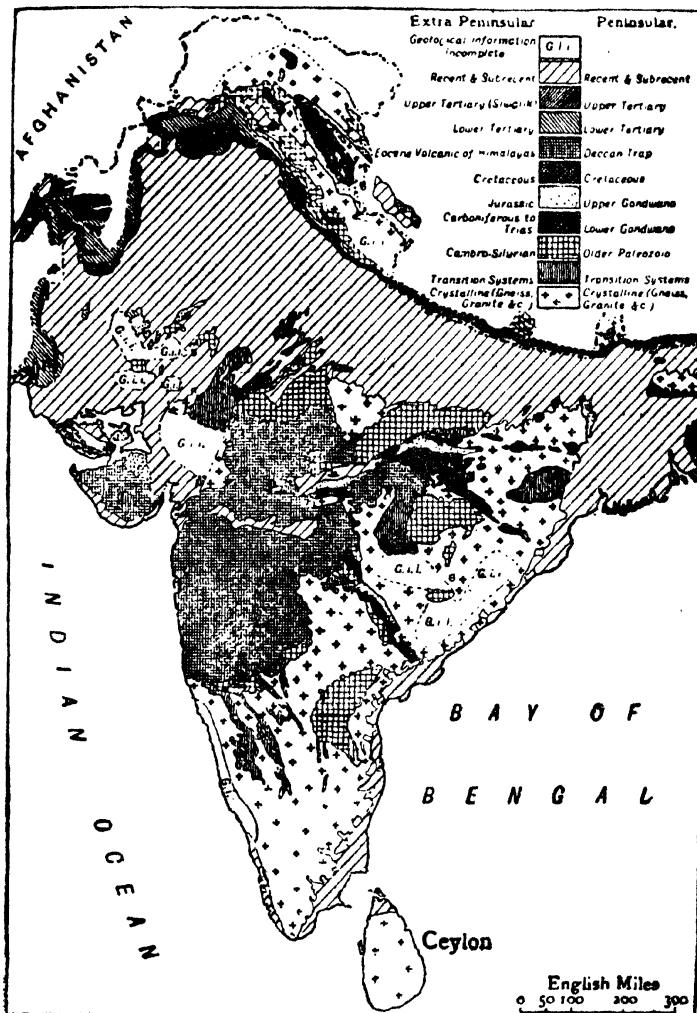 Extra Peninsular Peninsular.
Geological Information Incomplete G.I.I.
Recent & Subrecent Recent & Subrecent
Upper Tertiary (Siwalik) Upper Tertiary
Lower Tertiary Lower Tertiary
Eocene Volcanic of Himalayas Deccan Trap
Cretaceous Cretaceous
Jurassic Upper Gondwana
Carboniferous to Trias Lower Gondwana
Cambro-Silurian Older Paleozoic
Transition Systems Transition Systems
Crystalline (Gneiss, Granite &c.) Crystalline (Gneiss, Granite &c.)
AFGHANISTAN
G.I.I.
G.I.I.
G.I.I.
G.I.I.
G.I.I.
G.I.I.
G.I.I.
G.I.I.
INDIAN OCEAN
BAY OF
BENGAL
Ceylon
English Miles
0 50 100 200 300